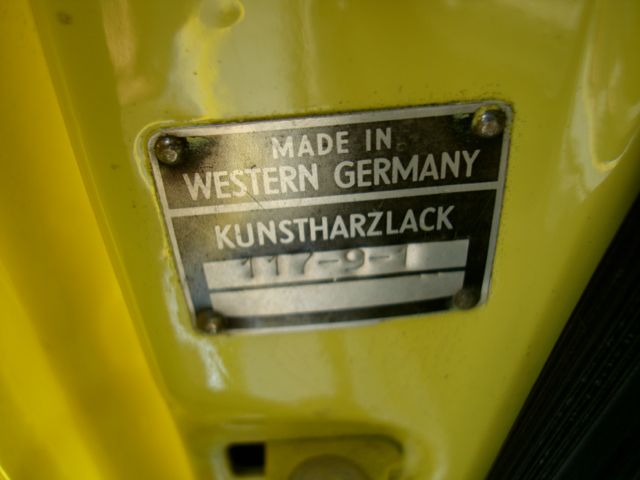 MADE IN
WESTERN GERMANY
KUNSTHARZLACK
117-9-1